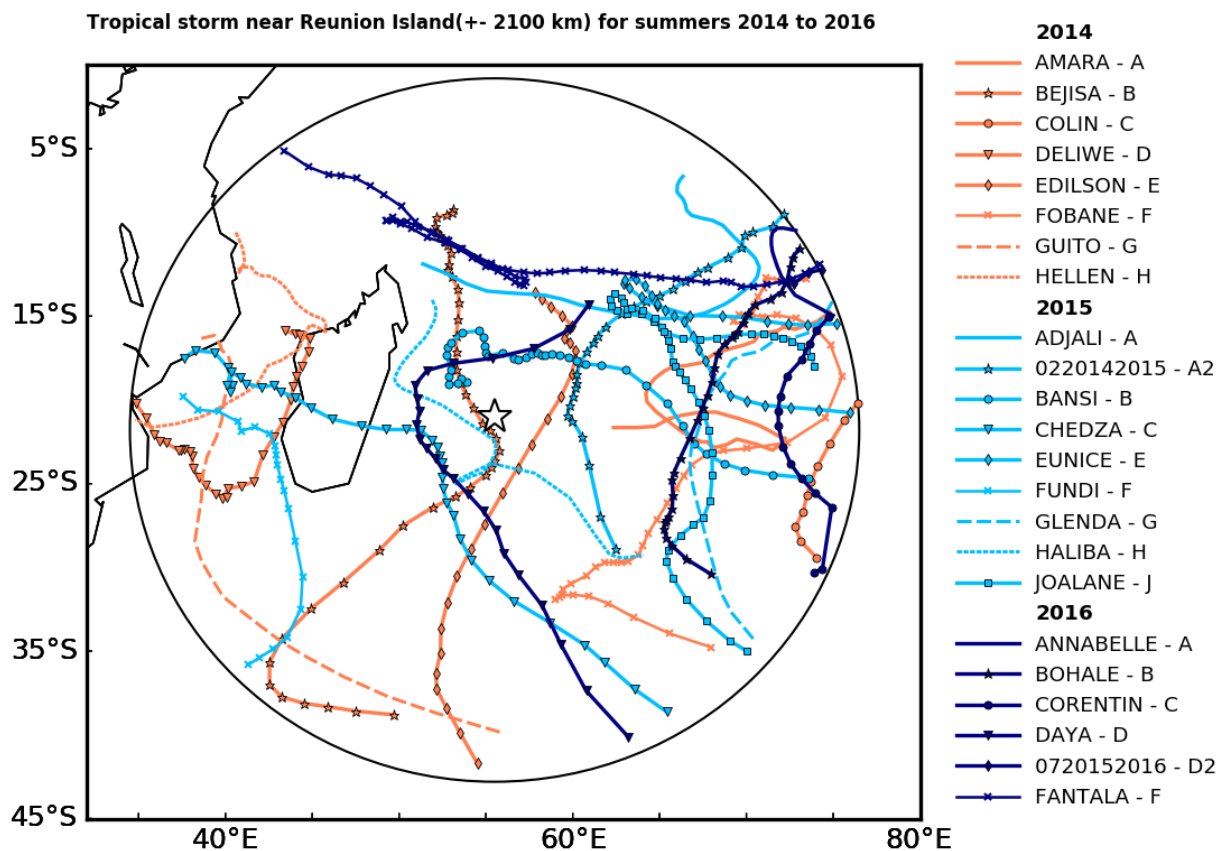 Tropical storm near Reunion Island(+- 2100 km) for summers 2014 to 2016
5°S
15°S
25°S
35°S
45°S
40°E
60°E
80°E
2014
AMARA - A
BEJISA - B
COLIN - C
DELIWE - D
EDILSON - E
FOBANE - F
GUITO - G
HELLEN - H
2015
ADJALI - A
0220142015 - A2
BANSI - B
CHEDZA - C
EUNICE - E
FUNDI - F
GLENDA - G
HALIBA - H
JOALANE - J
2016
ANNABELLE - A
BOHALE - B
CORENTIN - C
DAYA - D
0720152016 - D2
FANTALA - F